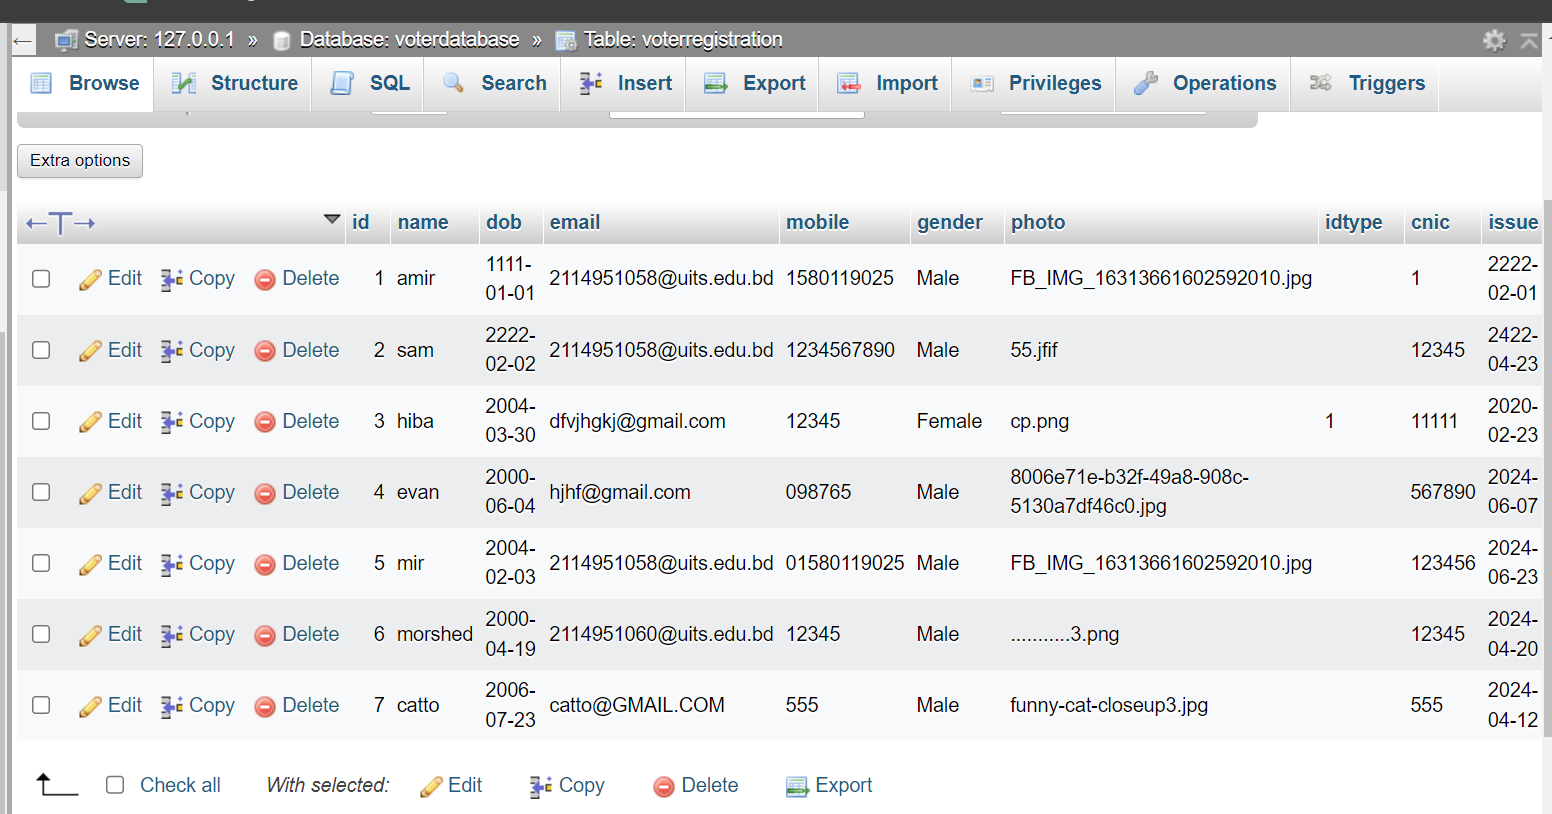 ← Server: 127.0.0.1 » Database: voterdatabase » Table: voterregistration
Browse Structure SQL Search Insert Export Import Privileges Operations Triggers
Extra options
←T→ id name dob email mobile gender photo idtype cnic issue
Edit Copy Delete 1 amir 1111-01-01 2114951058@uits.edu.bd 1580119025 Male FB_IMG_16313661602592010.jpg 1 2222-02-01
Edit Copy Delete 2 sam 2222-02-02 2114951058@uits.edu.bd 1234567890 Male 55.jfif 12345 2422-04-23
Edit Copy Delete 3 hiba 2004-03-30 dfvjhgkj@gmail.com 12345 Female cp.png 1 11111 2020-02-23
Edit Copy Delete 4 evan 2000-06-04 hjhf@gmail.com 098765 Male 8006e71e-b32f-49a8-908c-5130a7df46c0.jpg 567890 2024-06-07
Edit Copy Delete 5 mir 2004-02-03 2114951058@uits.edu.bd 01580119025 Male FB_IMG_16313661602592010.jpg 123456 2024-06-23
Edit Copy Delete 6 morshed 2000-04-19 2114951060@uits.edu.bd 12345 Male ...........3.png 12345 2024-04-20
Edit Copy Delete 7 catto 2006-07-23 catto@GMAIL.COM 555 Male funny-cat-closeup3.jpg 555 2024-04-12
Check all With selected: Edit Copy Delete Export